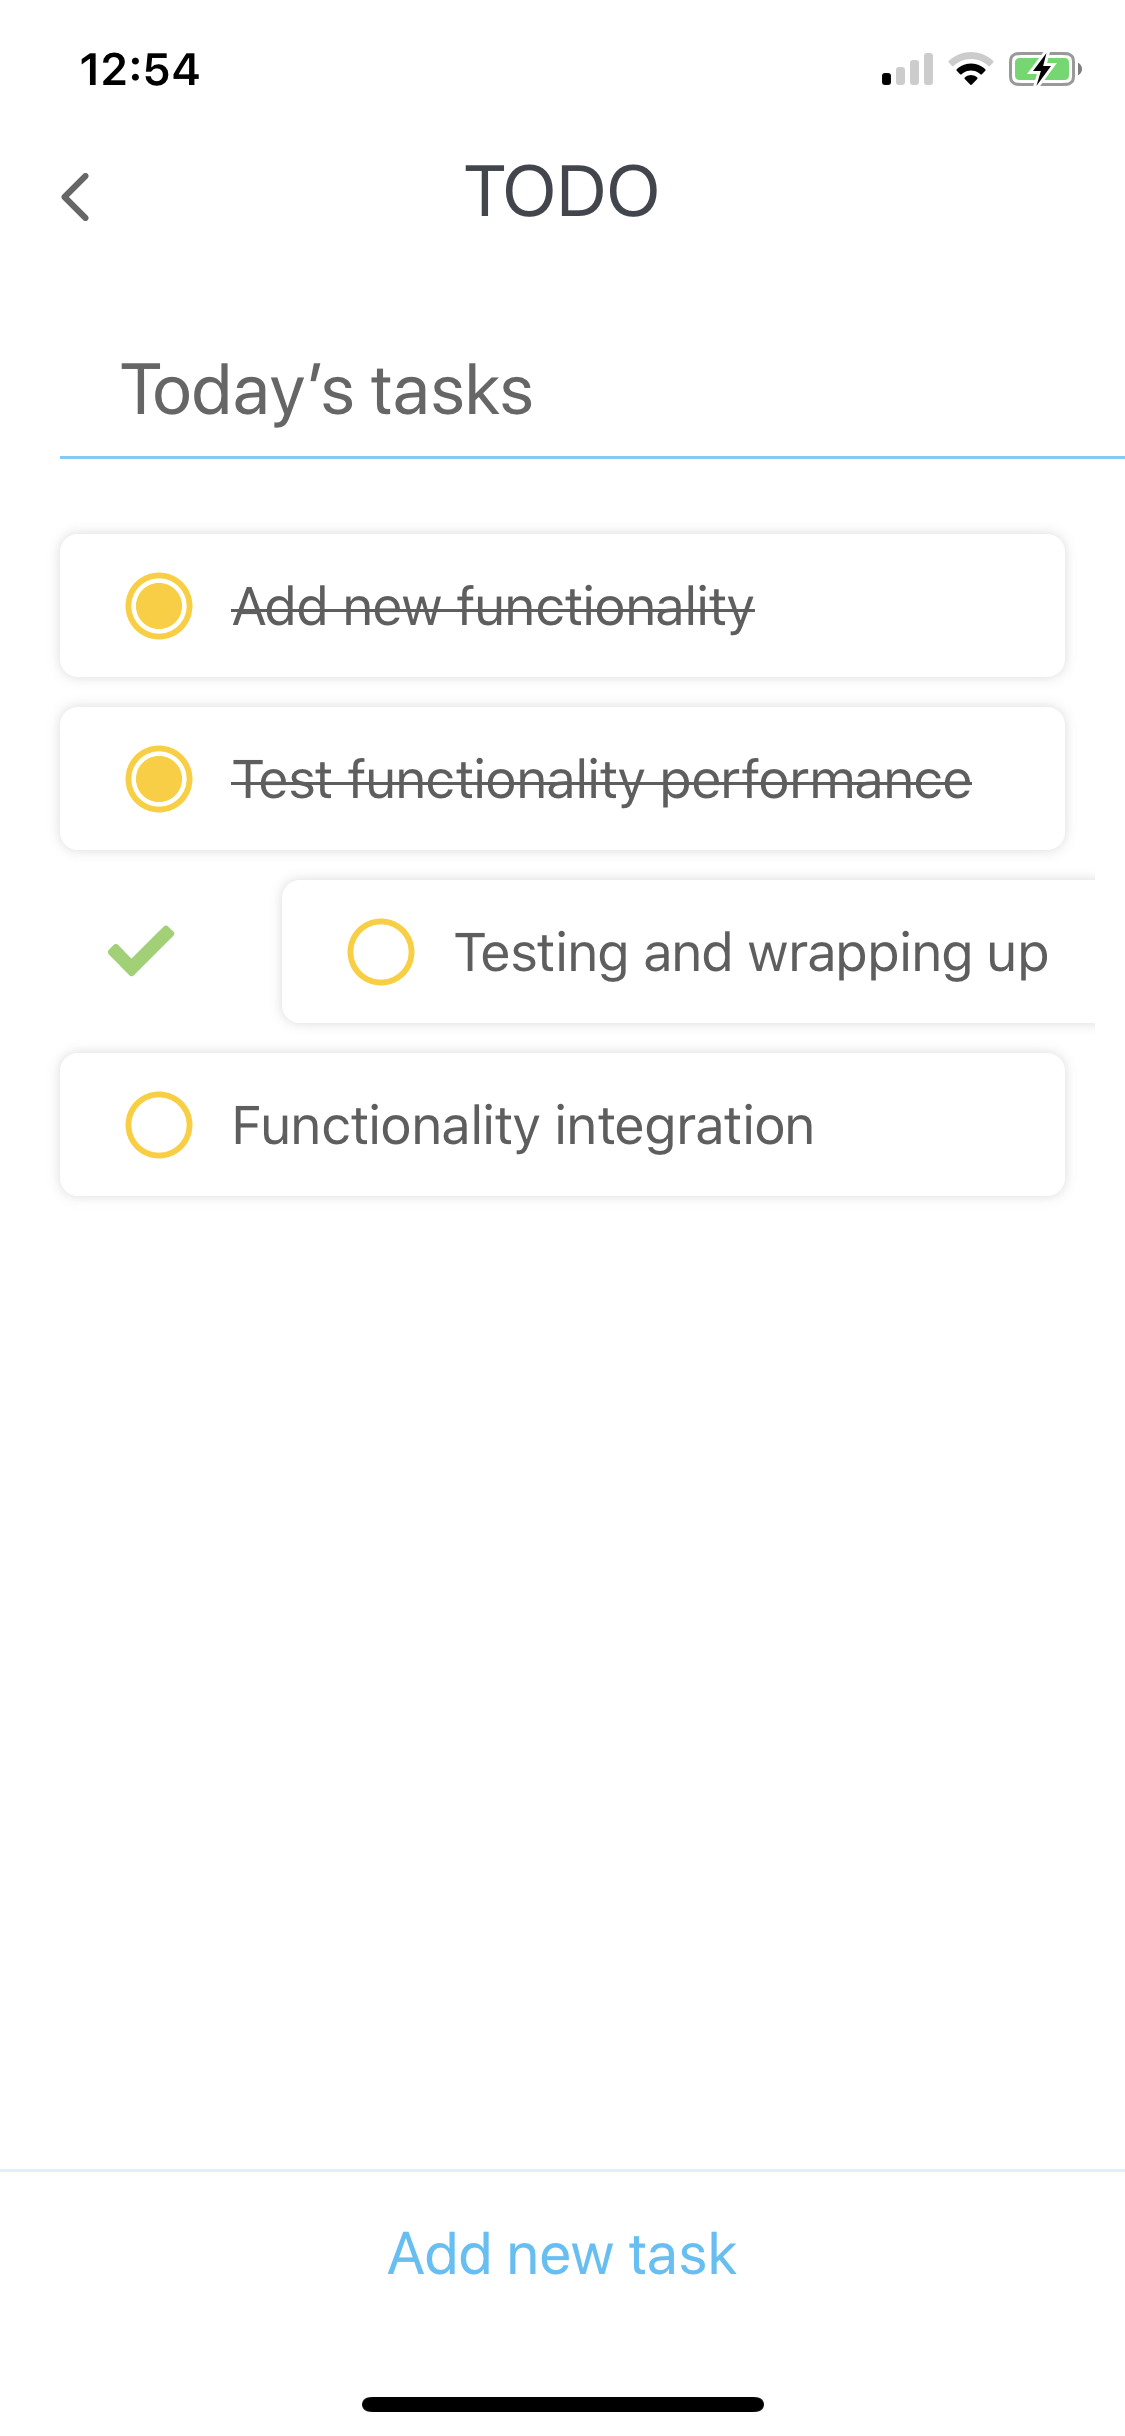 12:54
TODO
Today’s tasks
Add new functionality
Test functionality performance
Testing and wrapping up
Functionality integration
Add new task